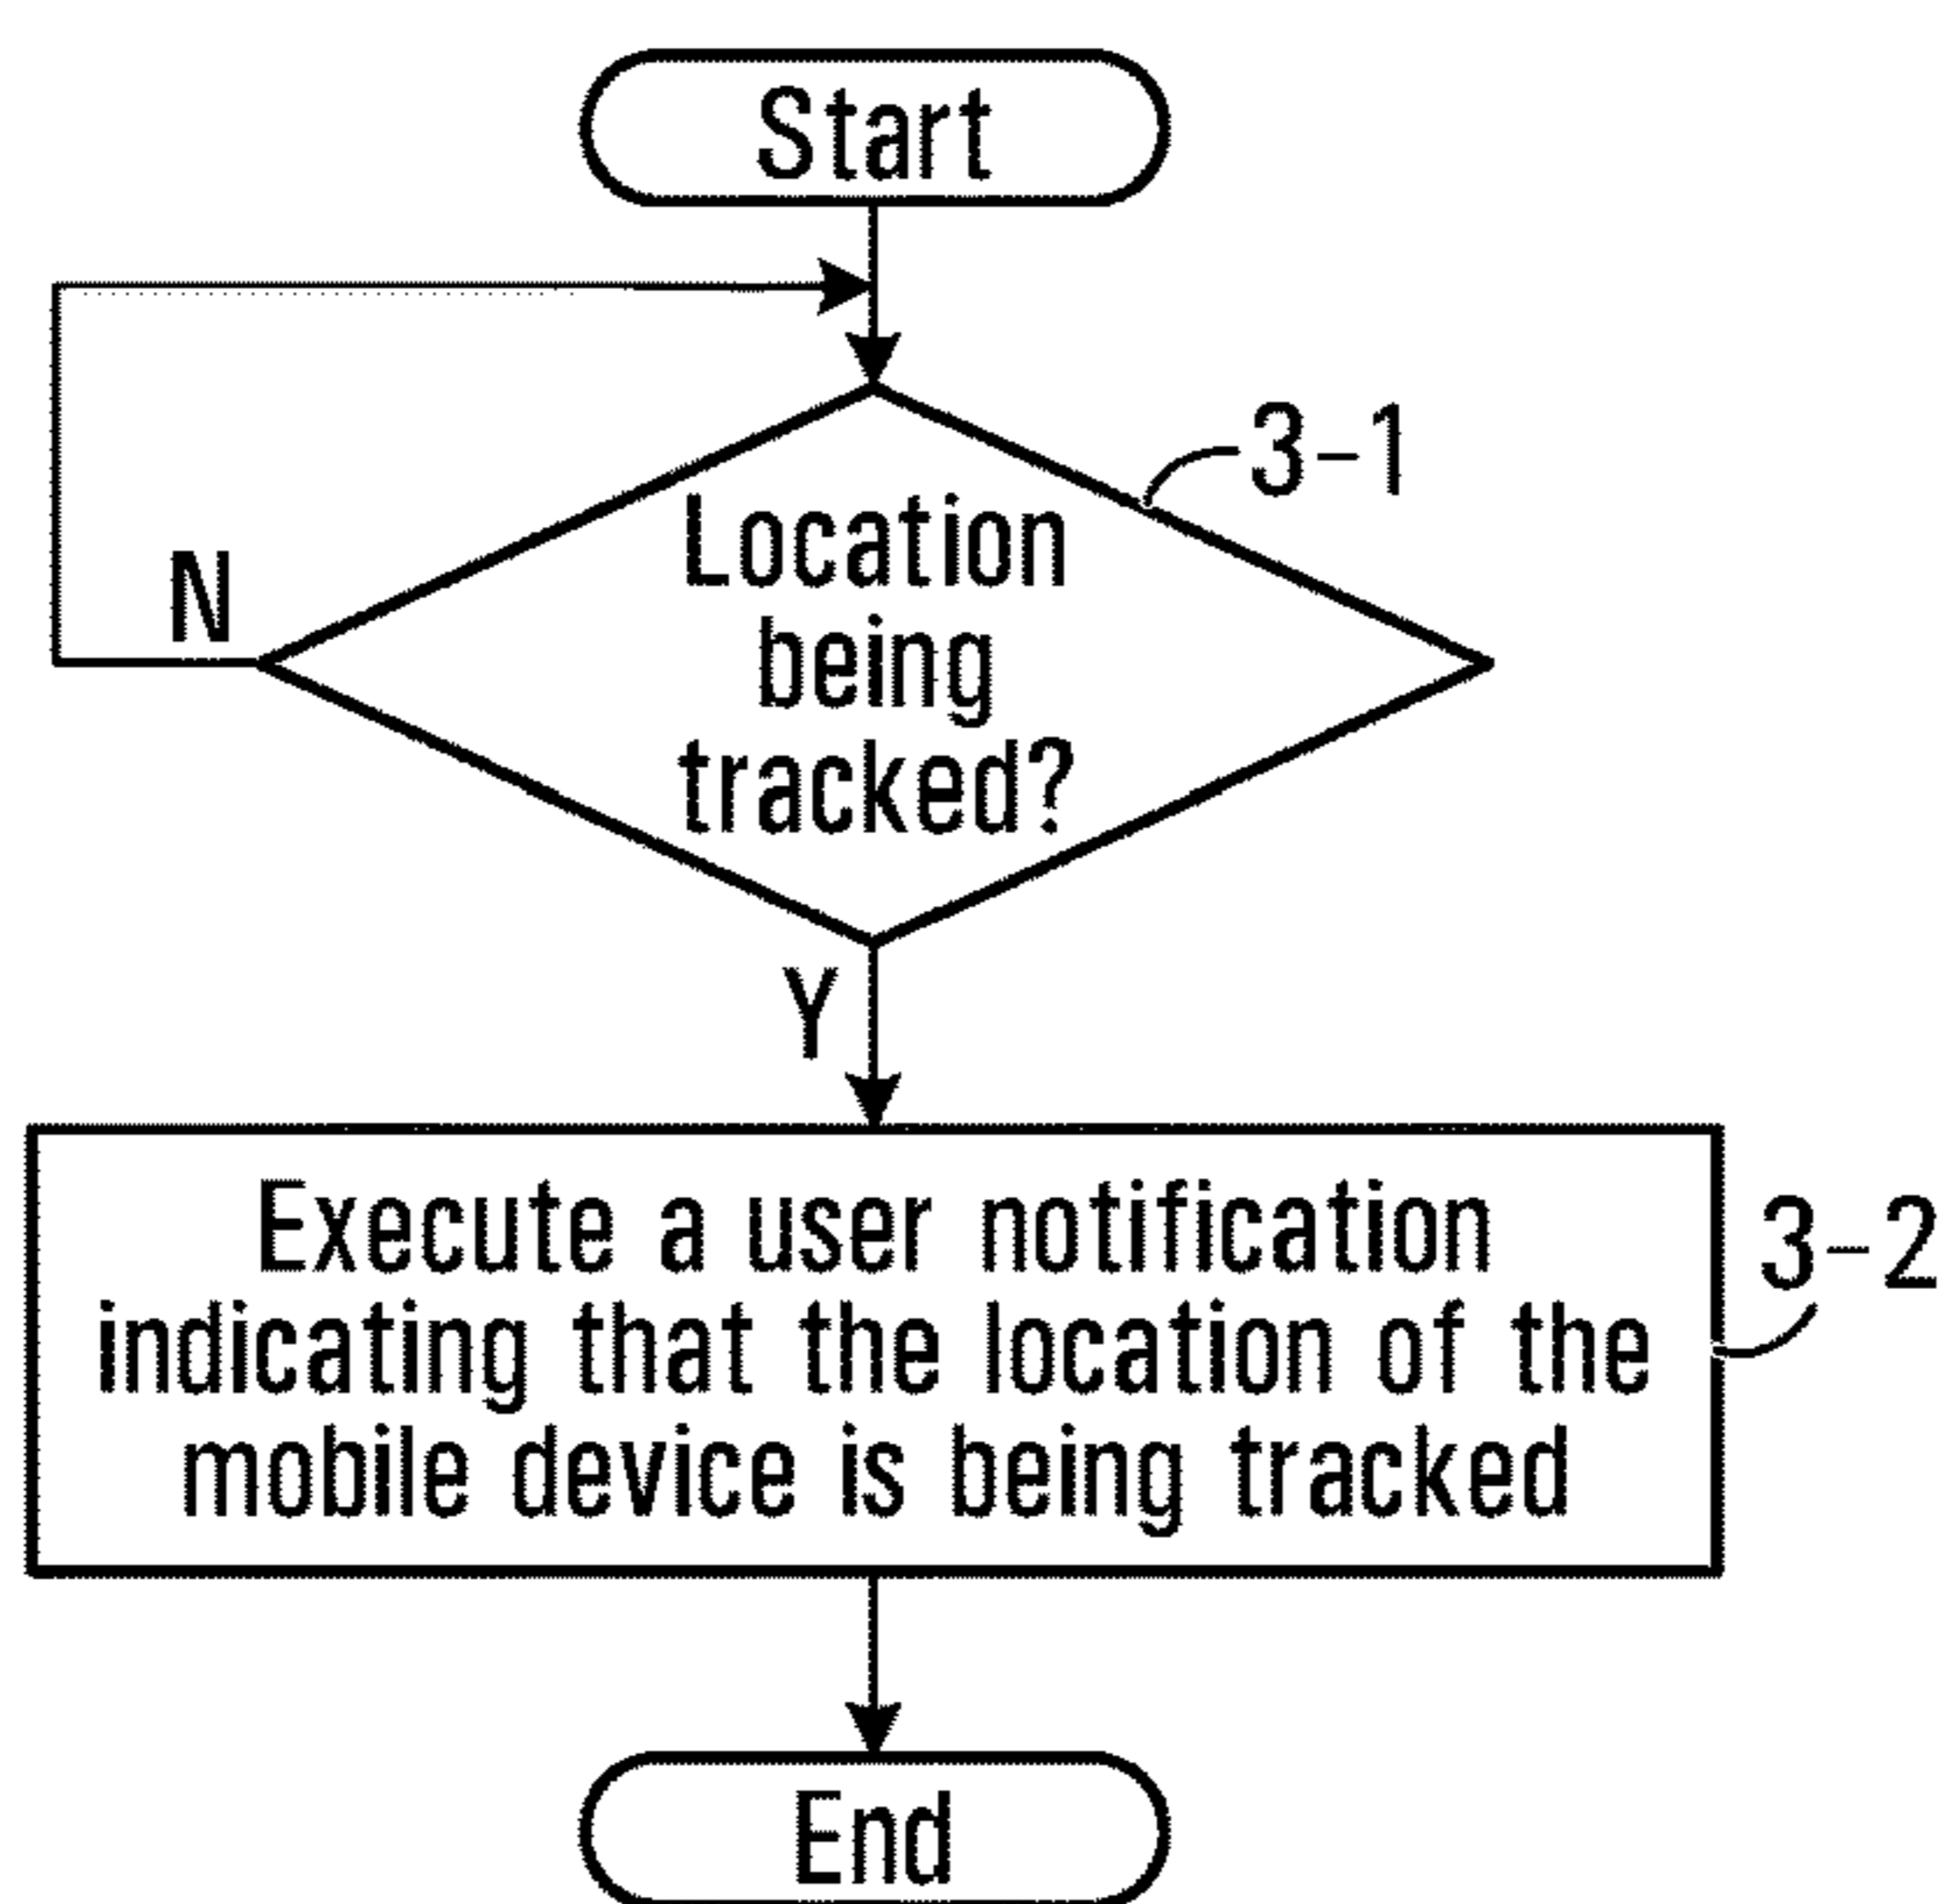 Start
3-1
Location
being
tracked?
N
Y
Execute a user notification
indicating that the location of the
mobile device is being tracked
3-2
End